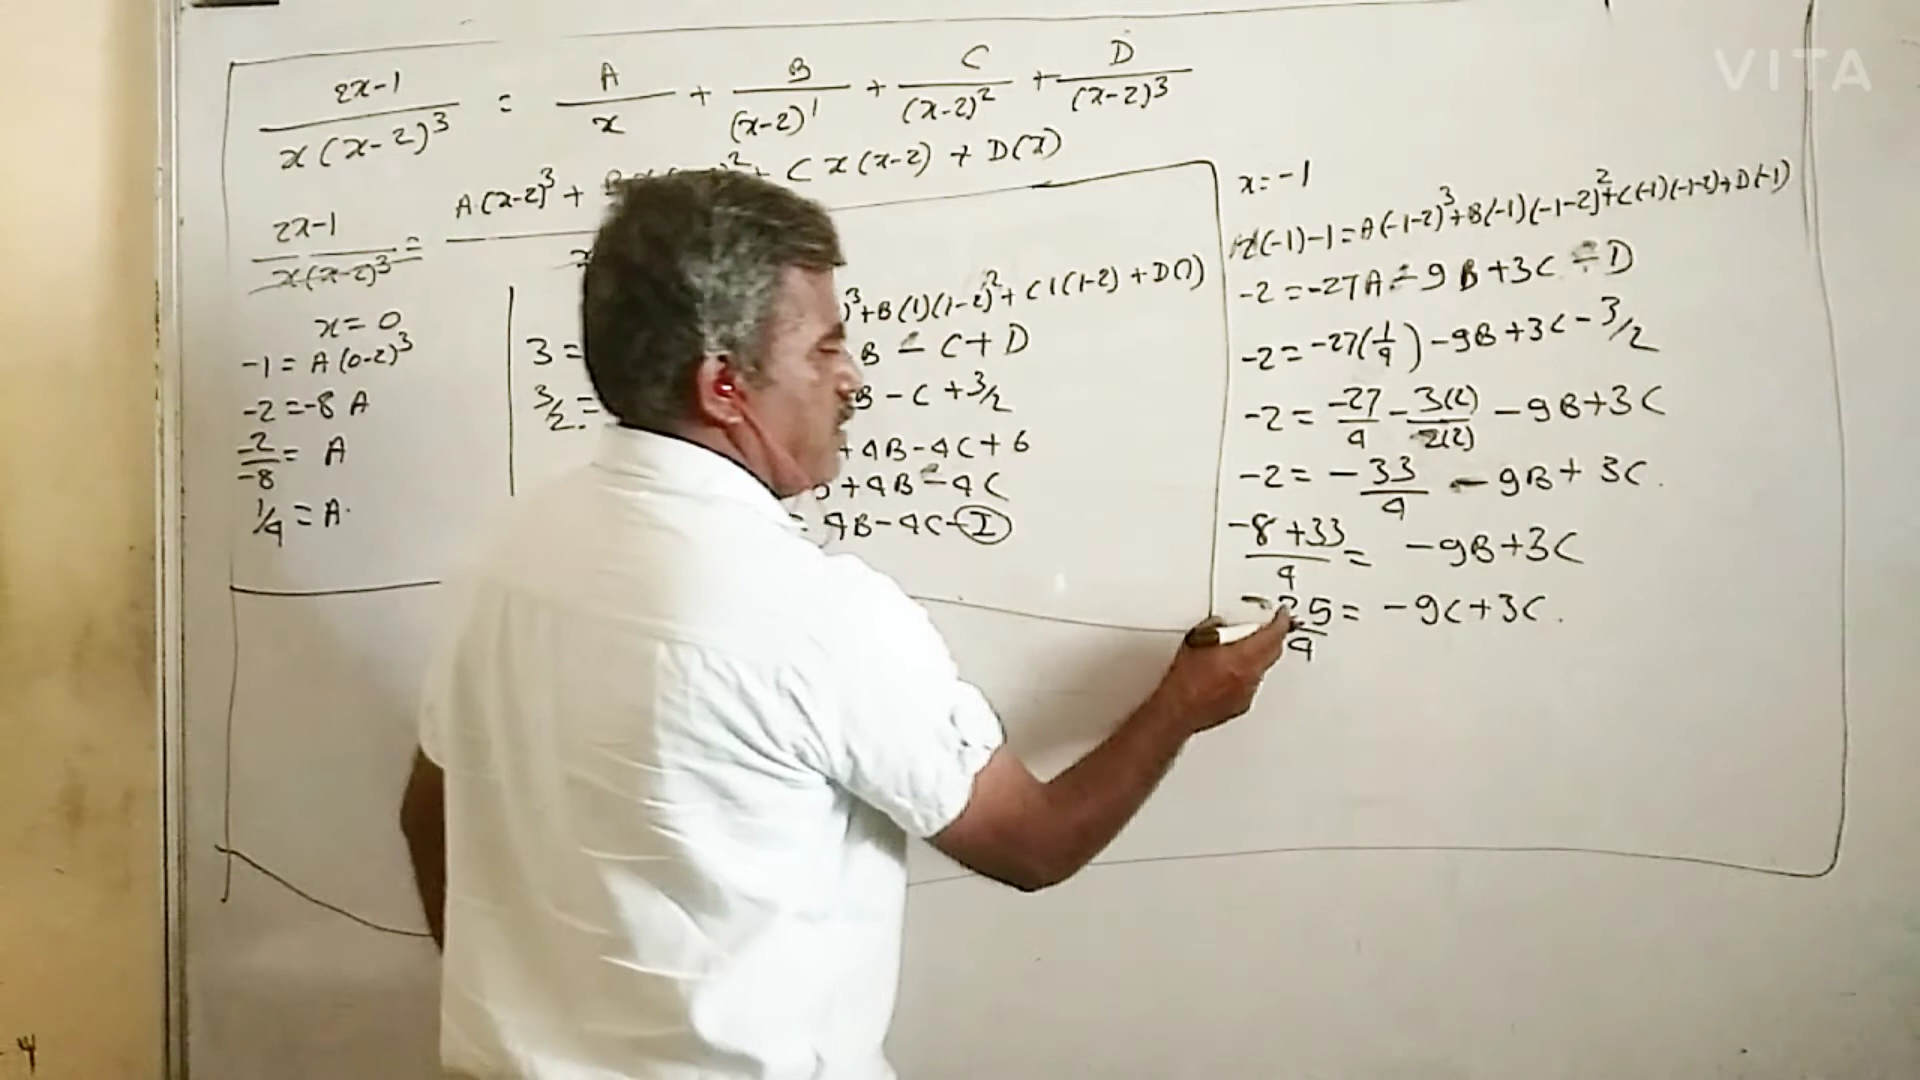 VITA
2x-1 / x(x-2)³ = A/x + B/(x-2)¹ + C/(x-2)² + D/(x-2)³
2x-1 / x(x-2)³ = A(x-2)³ + ² + Cx(x-2) + D(x)
x=0
-1 = A(0-2)³
-2 = -8 A
-2/-8 = A
1/4 = A.
)³+B(1)(1-2)²+C1(1-2)+D(1)
3 = B - C+D
3/2 = B - C + 3/2
+4B-4C+6
+4B-4C
= 4B-4C-I
x=-1
2(-1)-1=A(-1-2)³+B(-1)(-1-2)²+C(-1)(-1-2)+D(-1)
-2=-27A-9B+3C-D
-2=-27(1/4)-9B+3C-3/2
-2 = -27/4 - 3(2)/2(2) - 9B+3C
-2 = -33/4 - 9B + 3C.
-8+33/4 = -9B+3C
25/4 = -9C+3C.
-4